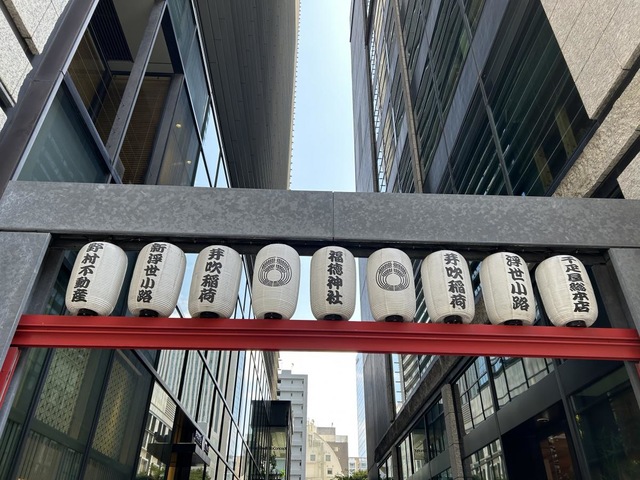 野村不動産
新浮世小路
芽吹稲荷
福徳神社
芽吹稲荷
浮世小路
千疋屋総本店